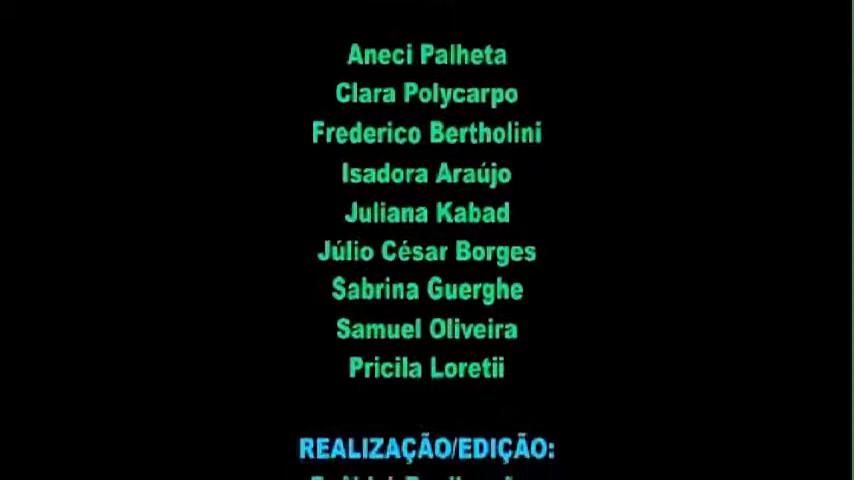 Aneci Palheta
Clara Polycarpo
Frederico Bertholini
Isadora Araújo
Juliana Kabad
Júlio César Borges
Sabrina Guerghe
Samuel Oliveira
Pricila Loretii
REALIZAÇÃO/EDIÇÃO: